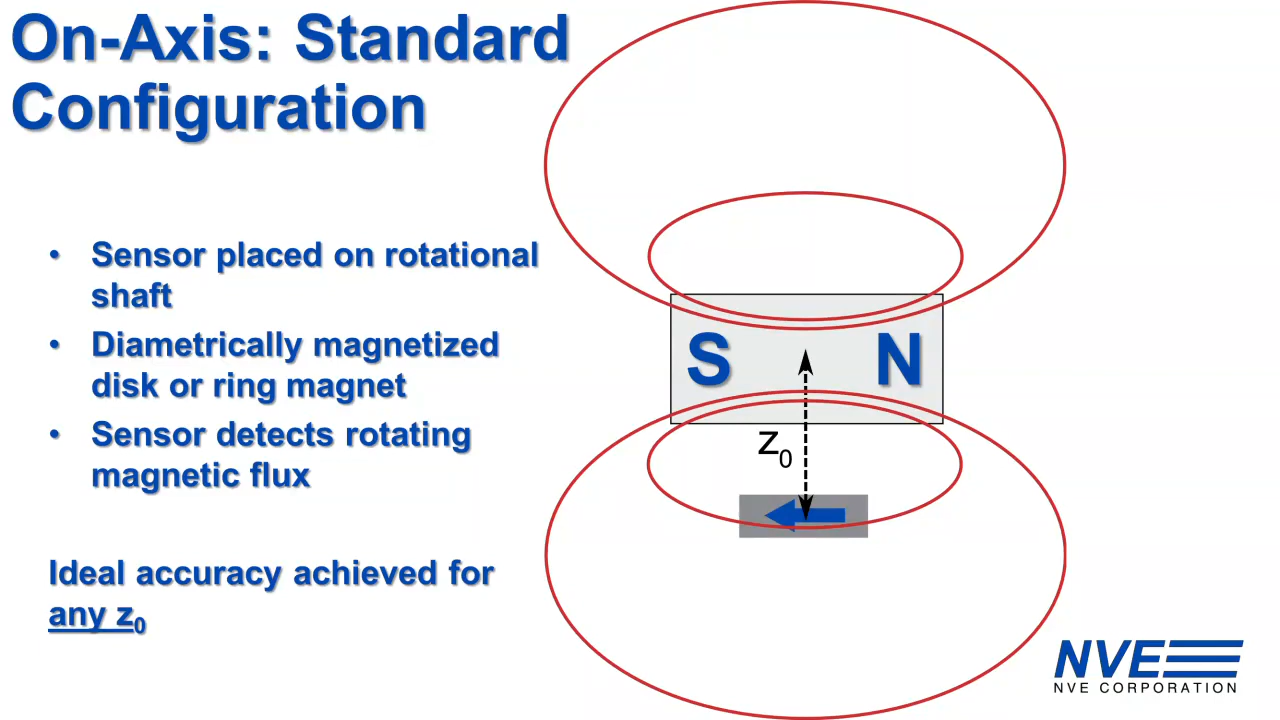 On-Axis: Standard
Configuration
• Sensor placed on rotational
shaft
• Diametrically magnetized
disk or ring magnet
• Sensor detects rotating
magnetic flux
Ideal accuracy achieved for
any z₀
S N
z₀
NVE
NVE CORPORATION